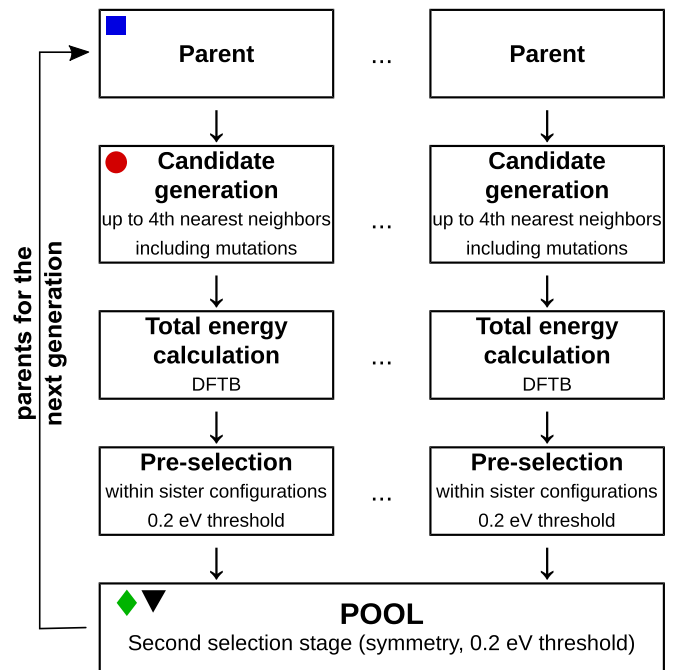 Parent
...
Parent
Candidate
generation
up to 4th nearest neighbors
including mutations
...
Candidate
generation
up to 4th nearest neighbors
including mutations
Total energy
calculation
DFTB
...
Total energy
calculation
DFTB
Pre-selection
within sister configurations
0.2 eV threshold
...
Pre-selection
within sister configurations
0.2 eV threshold
POOL
Second selection stage (symmetry, 0.2 eV threshold)
parents for the
next generation